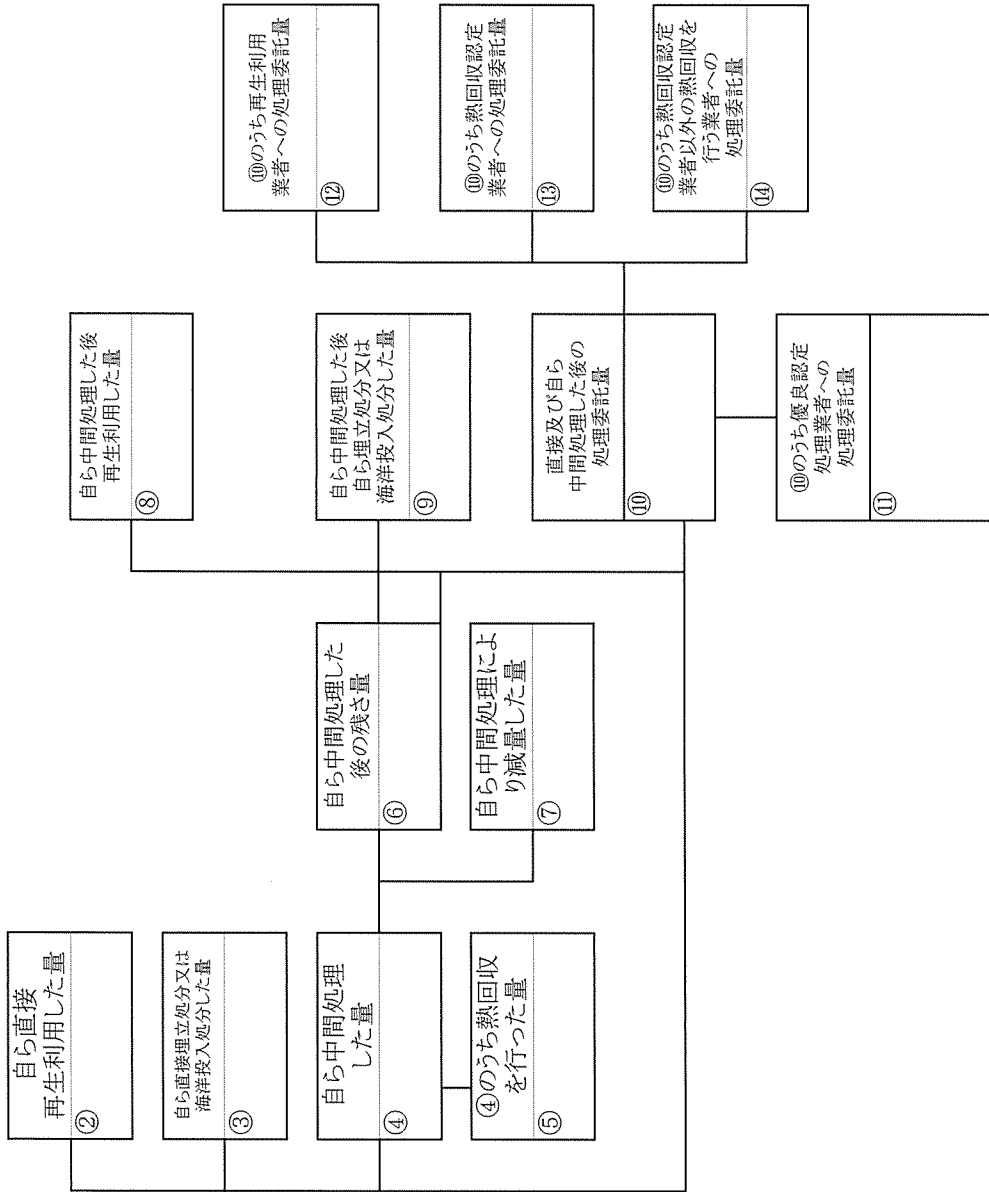 自ら直接
再生利用した量
②
自ら直接埋立処分又は
海洋投入処分した量
③
自ら中間処理
した量
④
④のうち熱回収
を行った量
⑤
自ら中間処理した
後の残さ量
⑥
自ら中間処理によ
り減量した量
⑦
自ら中間処理した後
再生利用した量
⑧
自ら中間処理した後
自ら埋立処分又は
海洋投入処分した量
⑨
直接及び自ら
中間処理した後の
処理委託量
⑩
⑩のうち優良認定
処理業者への
処理委託量
⑪
⑩のうち再生利用
業者への処理委託量
⑫
⑩のうち熱回収認定
業者への処理委託量
⑬
⑩のうち熱回収認定
業者以外の熱回収を
行う業者への
処理委託量
⑭